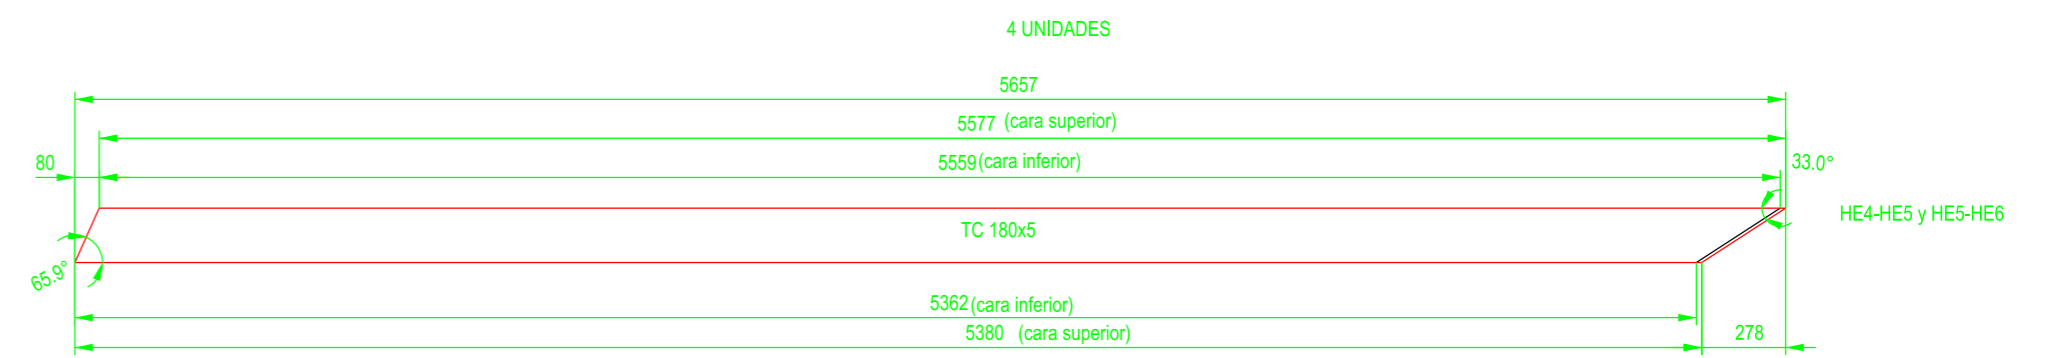 4 UNIDADES
5657
5577 (cara superior)
80
5559 (cara inferior)
33.0°
TC 180x5
HE4-HE5 y HE5-HE6
65.9°
5362 (cara inferior)
5380 (cara superior)
278